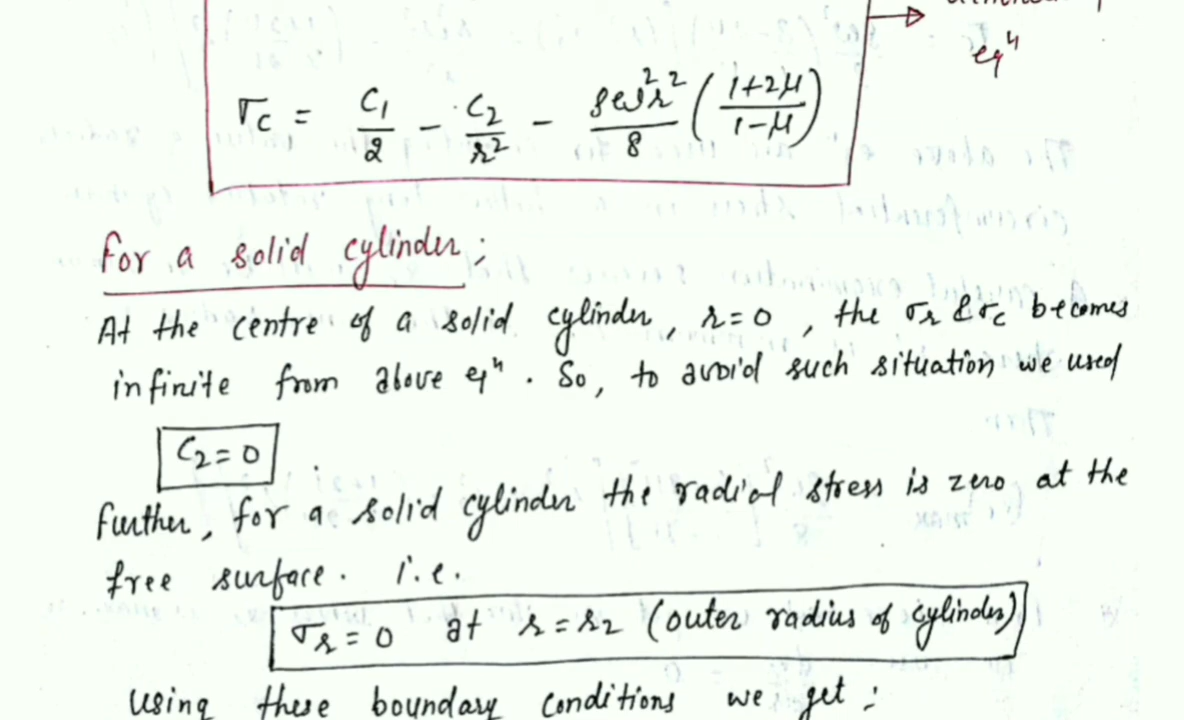 eqⁿ
σc = C₁/2 - C₂/r² - ρω²r²/8 ((1+2μ)/(1-μ))
for a solid cylinder;
At the centre of a solid cylinder, r=0, the σr & σc becomes
infinite from above eqⁿ. So, to avoid such situation we used
C₂=0
further, for a solid cylinder the radial stress is zero at the
free surface. i.e.
σr=0 at r=r₂ (outer radius of cylinder)
using these boundary conditions we get: